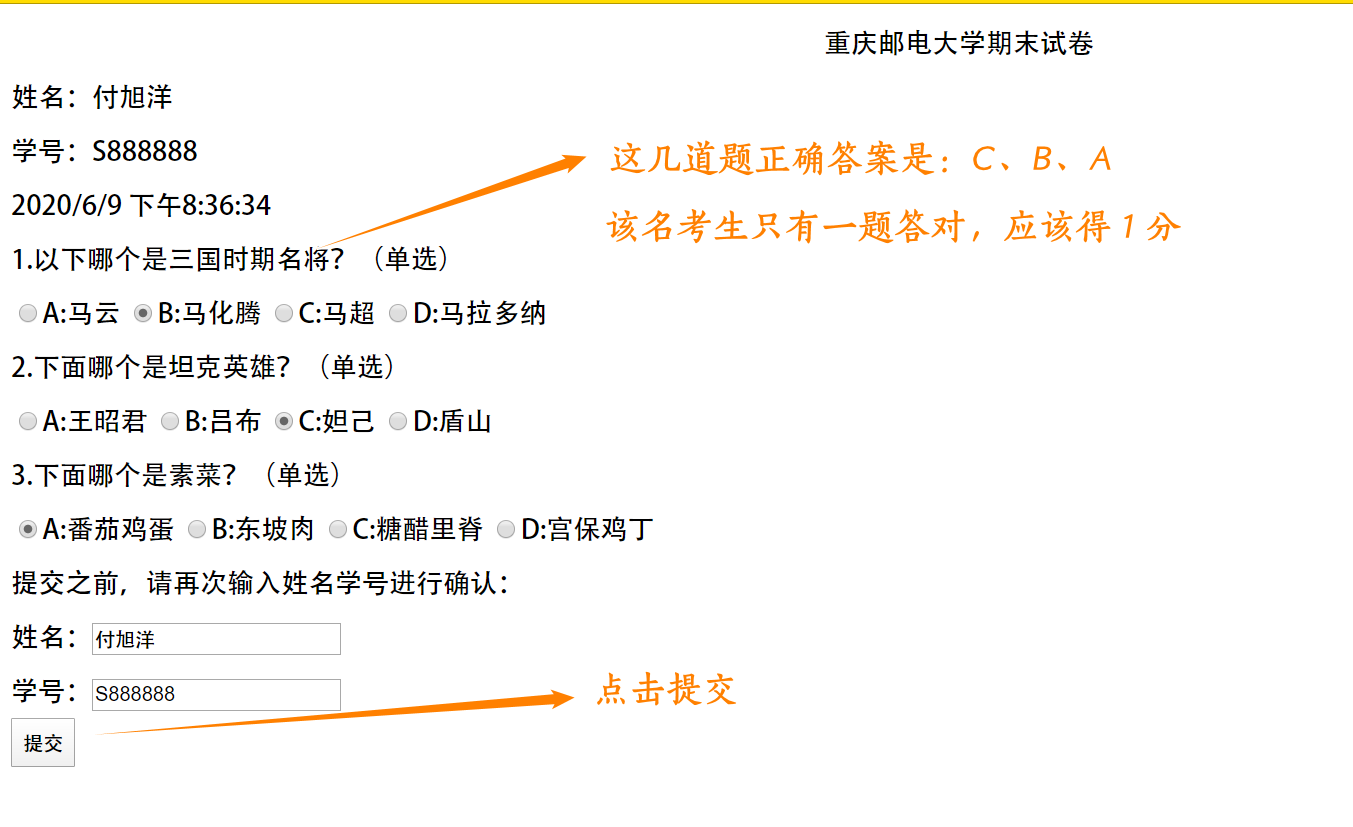 重庆邮电大学期末试卷
姓名：付旭洋
学号：S888888
这几道题正确答案是：C、B、A
2020/6/9 下午8:36:34
该名考生只有一题答对，应该得1分
1.以下哪个是三国时期名将？（单选）
A:马云 B:马化腾 C:马超 D:马拉多纳
2.下面哪个是坦克英雄？（单选）
A:王昭君 B:吕布 C:妲己 D:盾山
3.下面哪个是素菜？（单选）
A:番茄鸡蛋 B:东坡肉 C:糖醋里脊 D:宫保鸡丁
提交之前，请再次输入姓名学号进行确认：
姓名：付旭洋
学号：S888888
点击提交
提交